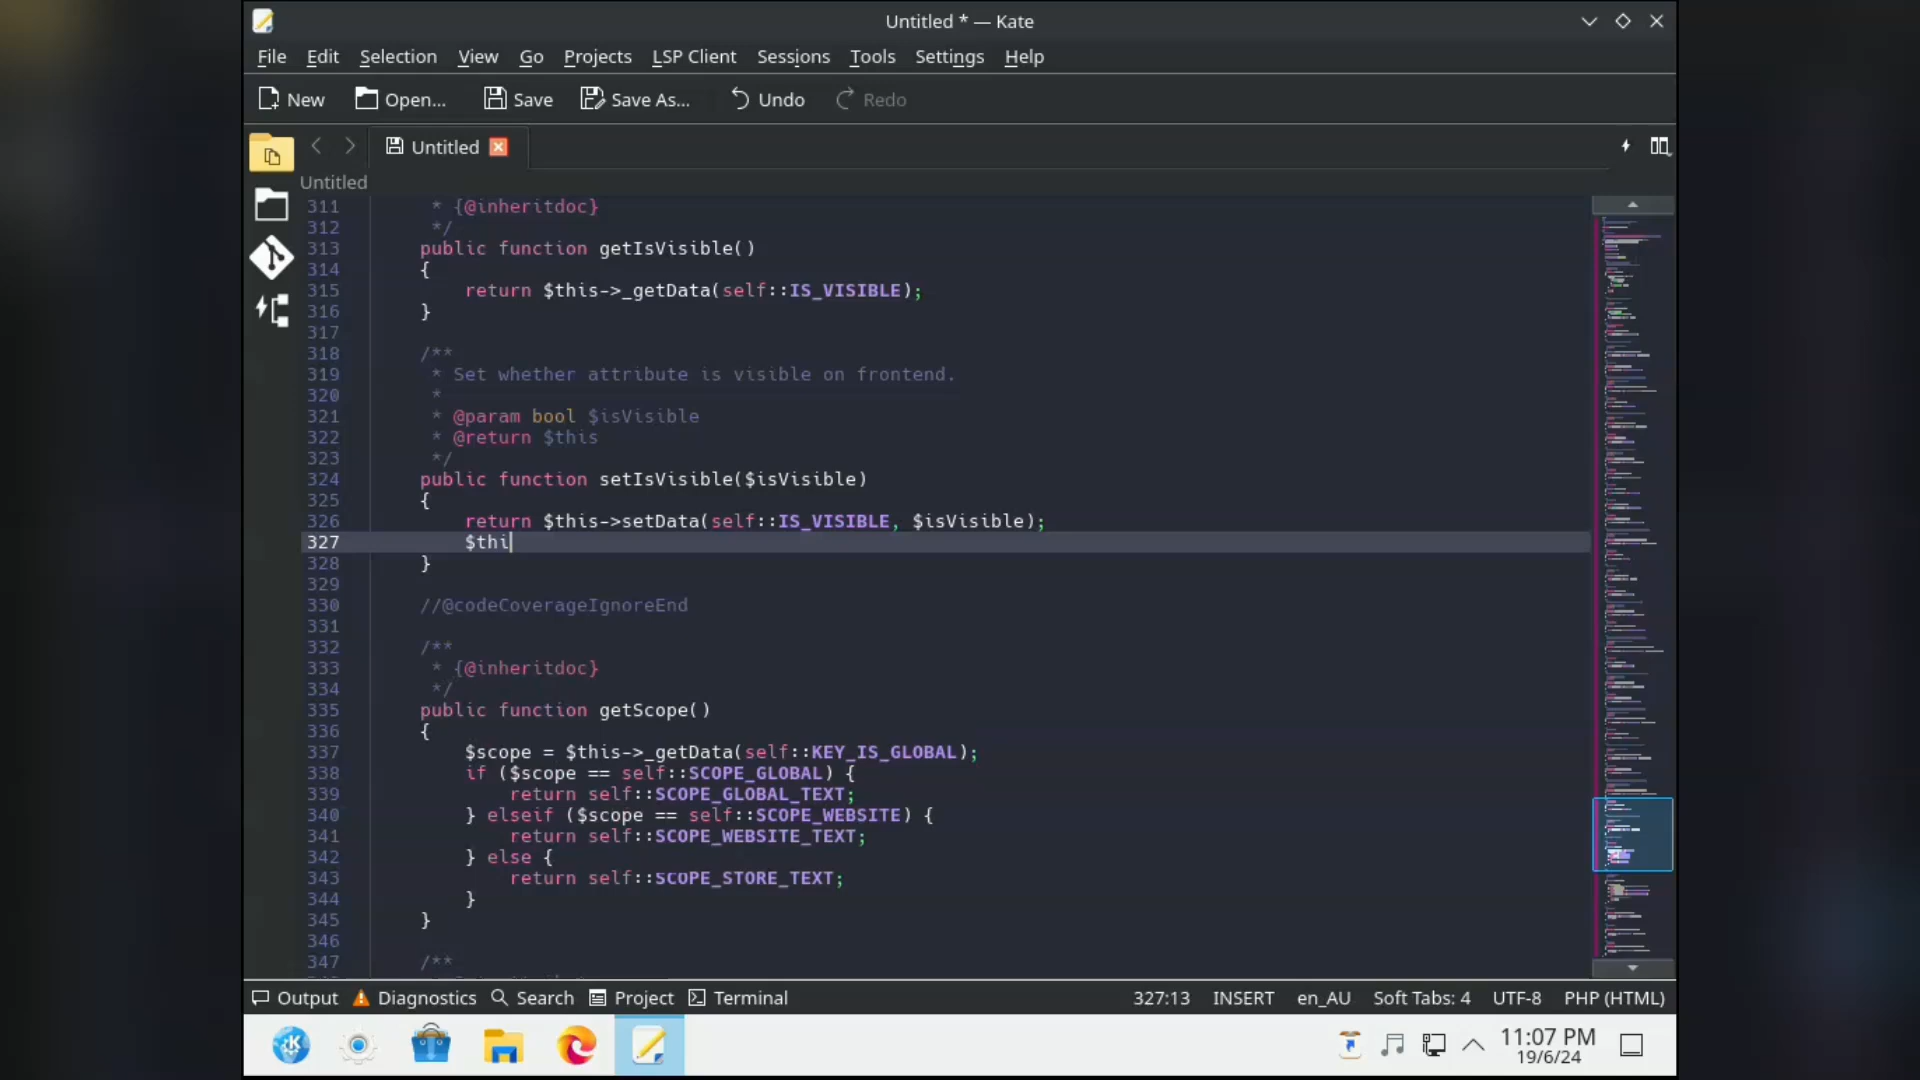 Untitled * — Kate
File Edit Selection View Go Projects LSP Client Sessions Tools Settings Help
New Open... Save Save As... Undo Redo
Untitled
Untitled
311 * {@inheritdoc}
312 */
313 public function getIsVisible()
314 {
315 return $this->_getData(self::IS_VISIBLE);
316 }
317
318 /**
319 * Set whether attribute is visible on frontend.
320 *
321 * @param bool $isVisible
322 * @return $this
323 */
324 public function setIsVisible($isVisible)
325 {
326 return $this->setData(self::IS_VISIBLE, $isVisible);
327 $thi
328 }
329
330 //@codeCoverageIgnoreEnd
331
332 /**
333 * {@inheritdoc}
334 */
335 public function getScope()
336 {
337 $scope = $this->_getData(self::KEY_IS_GLOBAL);
338 if ($scope == self::SCOPE_GLOBAL) {
339 return self::SCOPE_GLOBAL_TEXT;
340 } elseif ($scope == self::SCOPE_WEBSITE) {
341 return self::SCOPE_WEBSITE_TEXT;
342 } else {
343 return self::SCOPE_STORE_TEXT;
344 }
345 }
346
347 /**
Output Diagnostics Search Project Terminal 327:13 INSERT en_AU Soft Tabs: 4 UTF-8 PHP (HTML)
11:07 PM
19/6/24